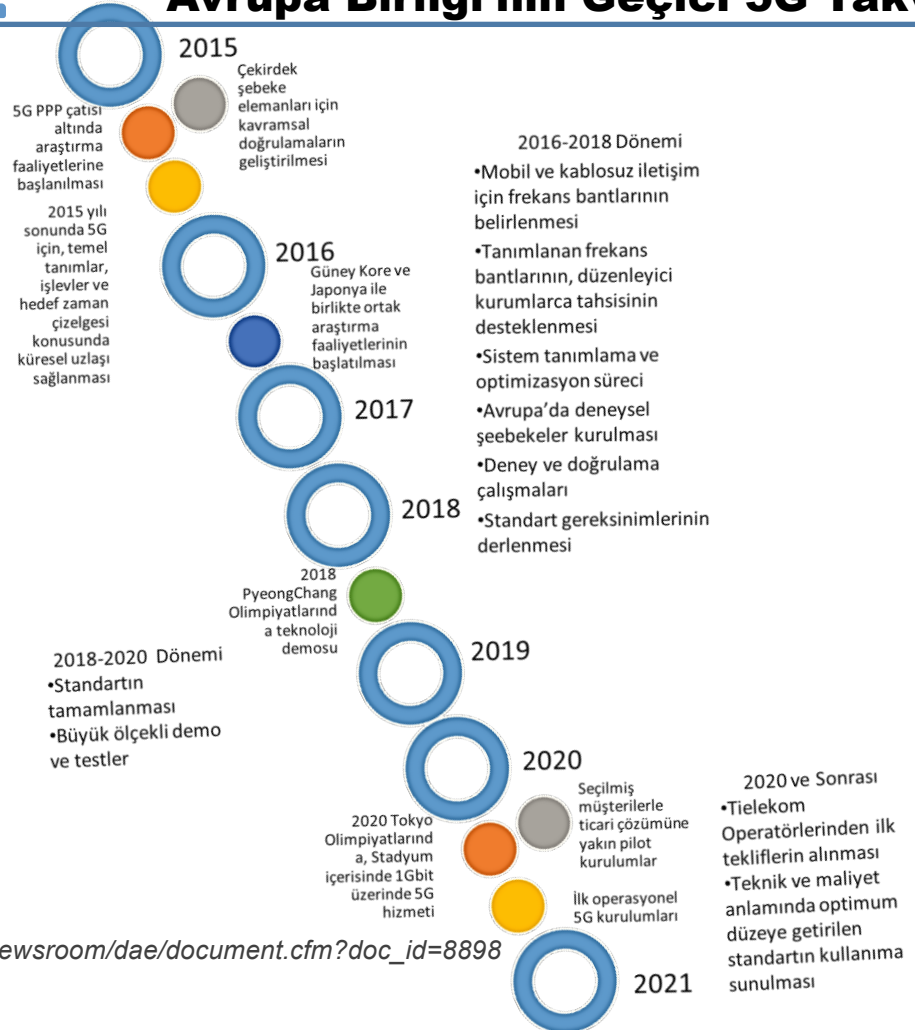 Avrupa Birliği'nin Geçici 5G
2015
Çekirdek
şebeke
elemanları için
kavramsal
doğrulamaların
geliştirilmesi
5G PPP çatısı
altında
araştırma
faaliyetlerine
başlanılması
2015 yılı
sonunda 5G
için, temel
tanımlar,
işlevler ve
hedef zaman
çizelgesi
konusunda
küresel uzlaşı
sağlanması
2016
Güney Kore ve
Japonya ile
birlikte ortak
araştırma
faaliyetlerinin
başlatılması
2017
2018
2016-2018 Dönemi
•Mobil ve kablosuz iletişim
için frekans bantlarının
belirlenmesi
•Tanımlanan frekans
bantlarının, düzenleyici
kurumlarca tahsisinin
desteklenmesi
•Sistem tanımlama ve
optimizasyon süreci
•Avrupa’da deneysel
şeebekeler kurulması
•Deney ve doğrulama
çalışmaları
•Standart gereksinimlerinin
derlenmesi
2018
PyeongChang
Olimpiyatlarınd
a teknoloji
demosu
2018-2020 Dönemi
•Standartın
tamamlanması
•Büyük ölçekli demo
ve testler
2019
2020
Seçilmiş
müşterilerle
ticari çözümüne
yakın pilot
kurulumlar
2020 Tokyo
Olimpiyatlarınd
a, Stadyum
içerisinde 1Gbit
üzerinde 5G
hizmeti
İlk operasyonel
5G kurulumları
2021
2020 ve Sonrası
•Tielekom
Operatörlerinden ilk
tekliflerin alınması
•Teknik ve maliyet
anlamında optimum
düzeye getirilen
standartın kullanıma
sunulması
ewsroom/dae/document.cfm?doc_id=8898